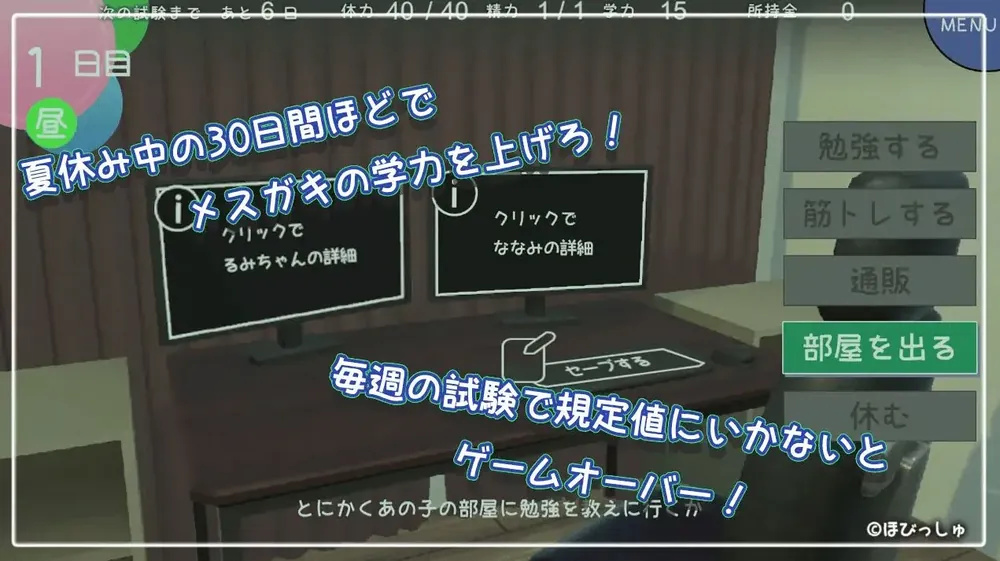 次の試験まで あと6日 体力 40 / 40 精力 1 / 1 学力 15 所持金 0
MENU
1日目
昼
夏休み中の30日間ほどで
メスガキの学力を上げろ！
勉強する
筋トレする
通販
部屋を出る
休む
i
クリックで
るみちゃんの詳細
i
クリックで
ななみの詳細
セーブする
毎週の試験で規定値にいかないと
ゲームオーバー！
とにかくあの子の部屋に勉強を教えに行くか
©ほびっしゅ